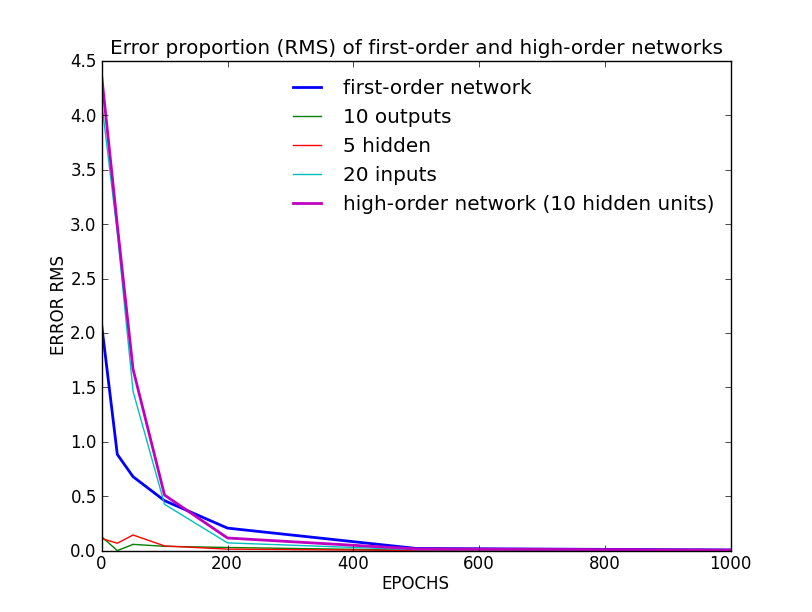 Error proportion (RMS) of first-order and high-order networks
first-order network
10 outputs
5 hidden
20 inputs
high-order network (10 hidden units)
ERROR RMS
4.5
4.0
3.5
3.0
2.5
2.0
1.5
1.0
0.5
0.0
0 200 400 600 800 1000
EPOCHS